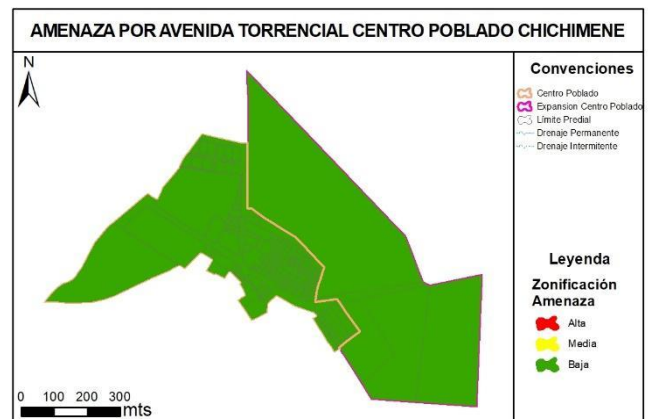 AMENAZA POR AVENIDA TORRENCIAL CENTRO POBLADO CHICHIMENE
N
Convenciones
Centro Poblado
Expansion Centro Poblado
Límite Predial
Drenaje Permanente
Drenaje Intermitente
Leyenda
Zonificación
Amenaza
Alta
Media
Baja
0 100 200 300
mts